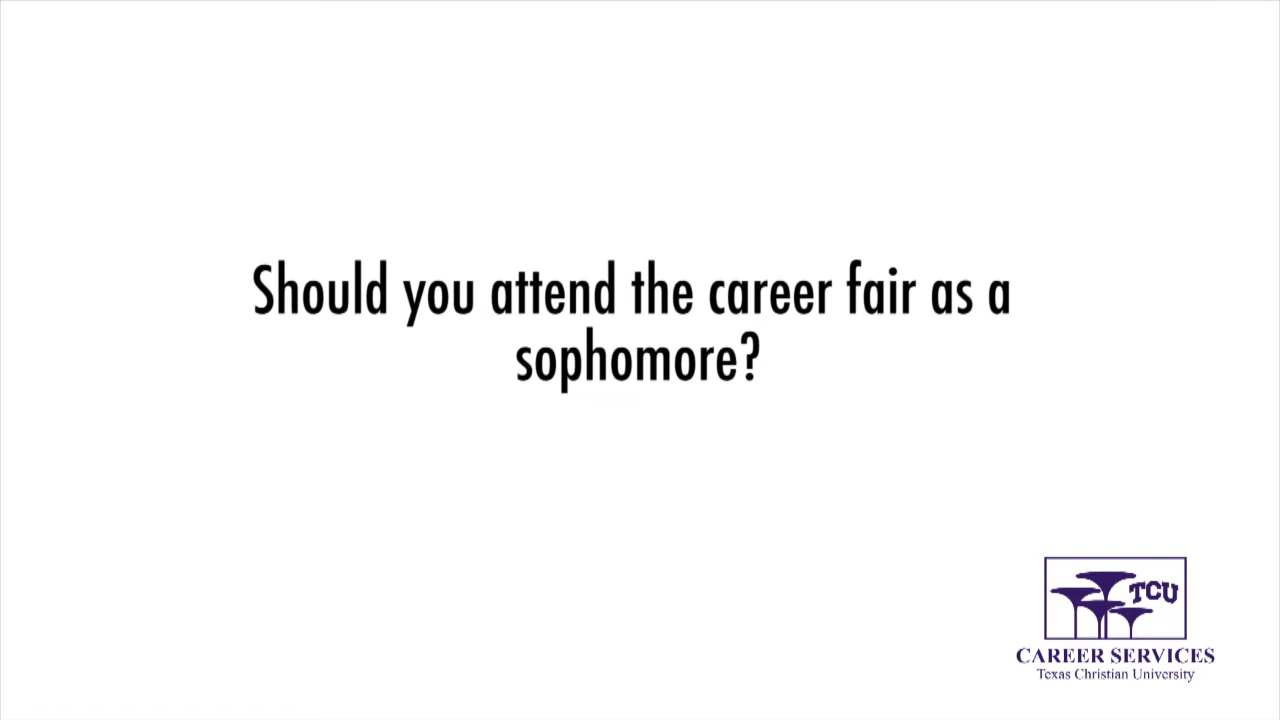 Should you attend the career fair as a
sophomore?
TCU
CAREER SERVICES
Texas Christian University